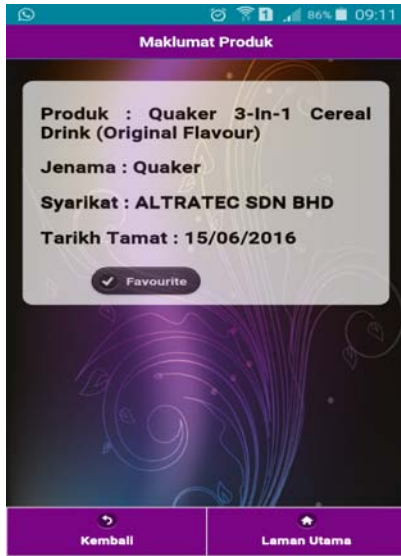 1 86% 09:11
Maklumat Produk
Produk : Quaker 3-In-1 Cereal
Drink (Original Flavour)
Jenama : Quaker
Syarikat : ALTRATEC SDN BHD
Tarikh Tamat : 15/06/2016
Favourite
Kembali
Laman Utama